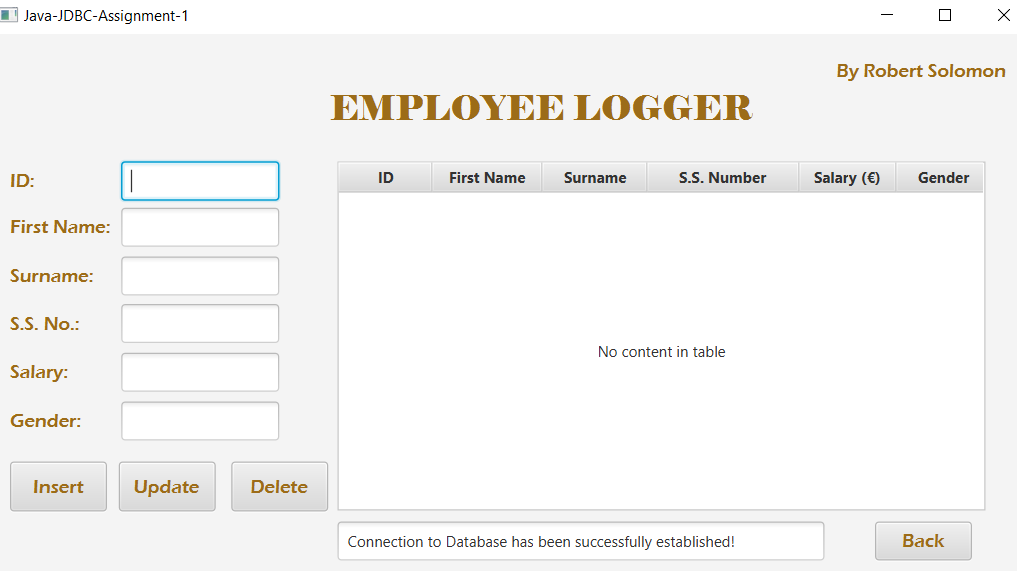 Java-JDBC-Assignment-1
By Robert Solomon
EMPLOYEE LOGGER
ID:
First Name:
Surname:
S.S. No.:
Salary:
Gender:
Insert Update Delete
ID First Name Surname S.S. Number Salary (€) Gender
No content in table
Connection to Database has been successfully established!
Back